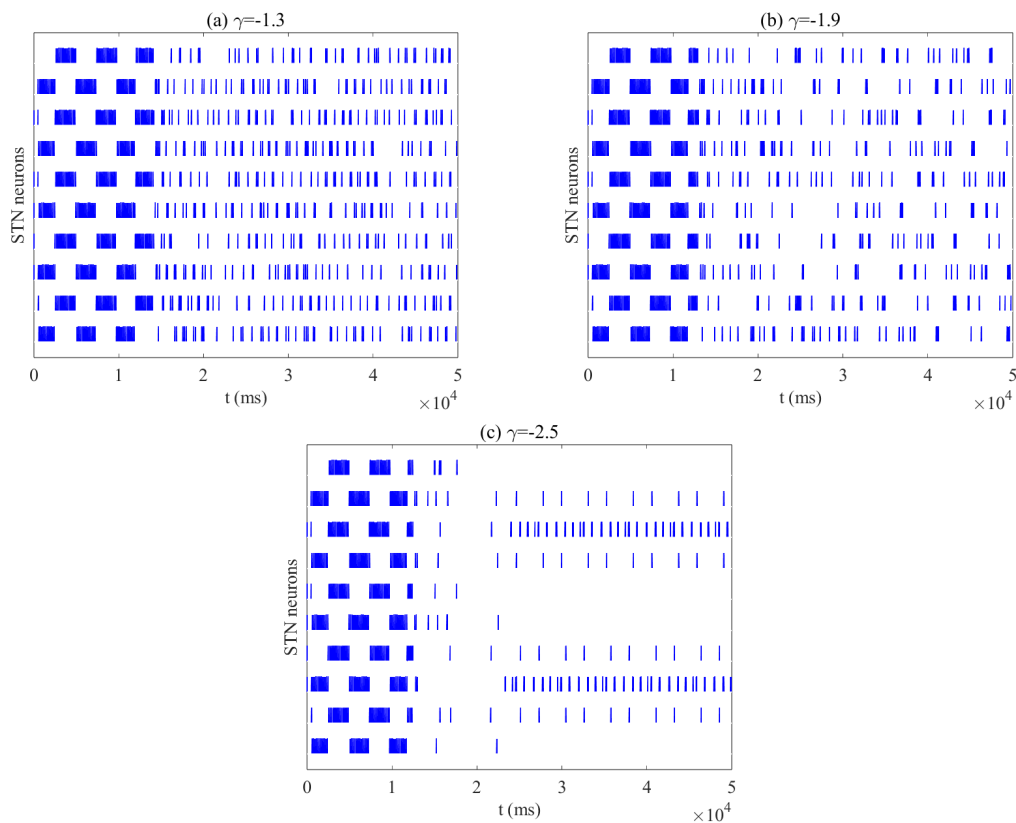 (a) γ=-1.3
STN neurons
0 1 2 3 4 5
t (ms)
×10^4
(b) γ=-1.9
STN neurons
0 1 2 3 4 5
t (ms)
×10^4
(c) γ=-2.5
STN neurons
0 1 2 3 4 5
t (ms)
×10^4